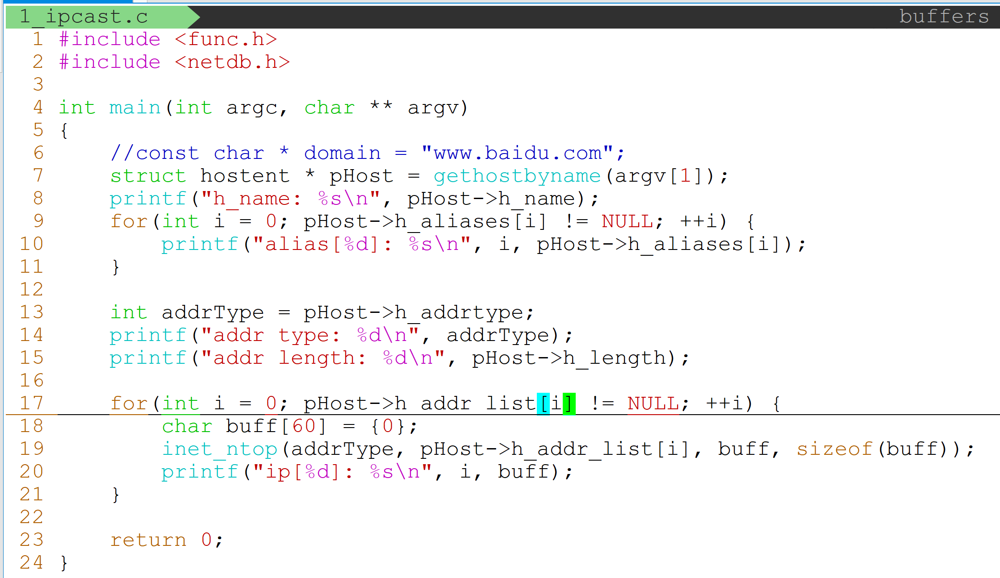 1_ipcast.c buffers
1 #include <func.h>
2 #include <netdb.h>
3
4 int main(int argc, char ** argv)
5 {
6     //const char * domain = "www.baidu.com";
7     struct hostent * pHost = gethostbyname(argv[1]);
8     printf("h_name: %s\n", pHost->h_name);
9     for(int i = 0; pHost->h_aliases[i] != NULL; ++i) {
10         printf("alias[%d]: %s\n", i, pHost->h_aliases[i]);
11     }
12
13     int addrType = pHost->h_addrtype;
14     printf("addr type: %d\n", addrType);
15     printf("addr length: %d\n", pHost->h_length);
16
17     for(int i = 0; pHost->h_addr_list[i] != NULL; ++i) {
18         char buff[60] = {0};
19         inet_ntop(addrType, pHost->h_addr_list[i], buff, sizeof(buff));
20         printf("ip[%d]: %s\n", i, buff);
21     }
22
23     return 0;
24 }